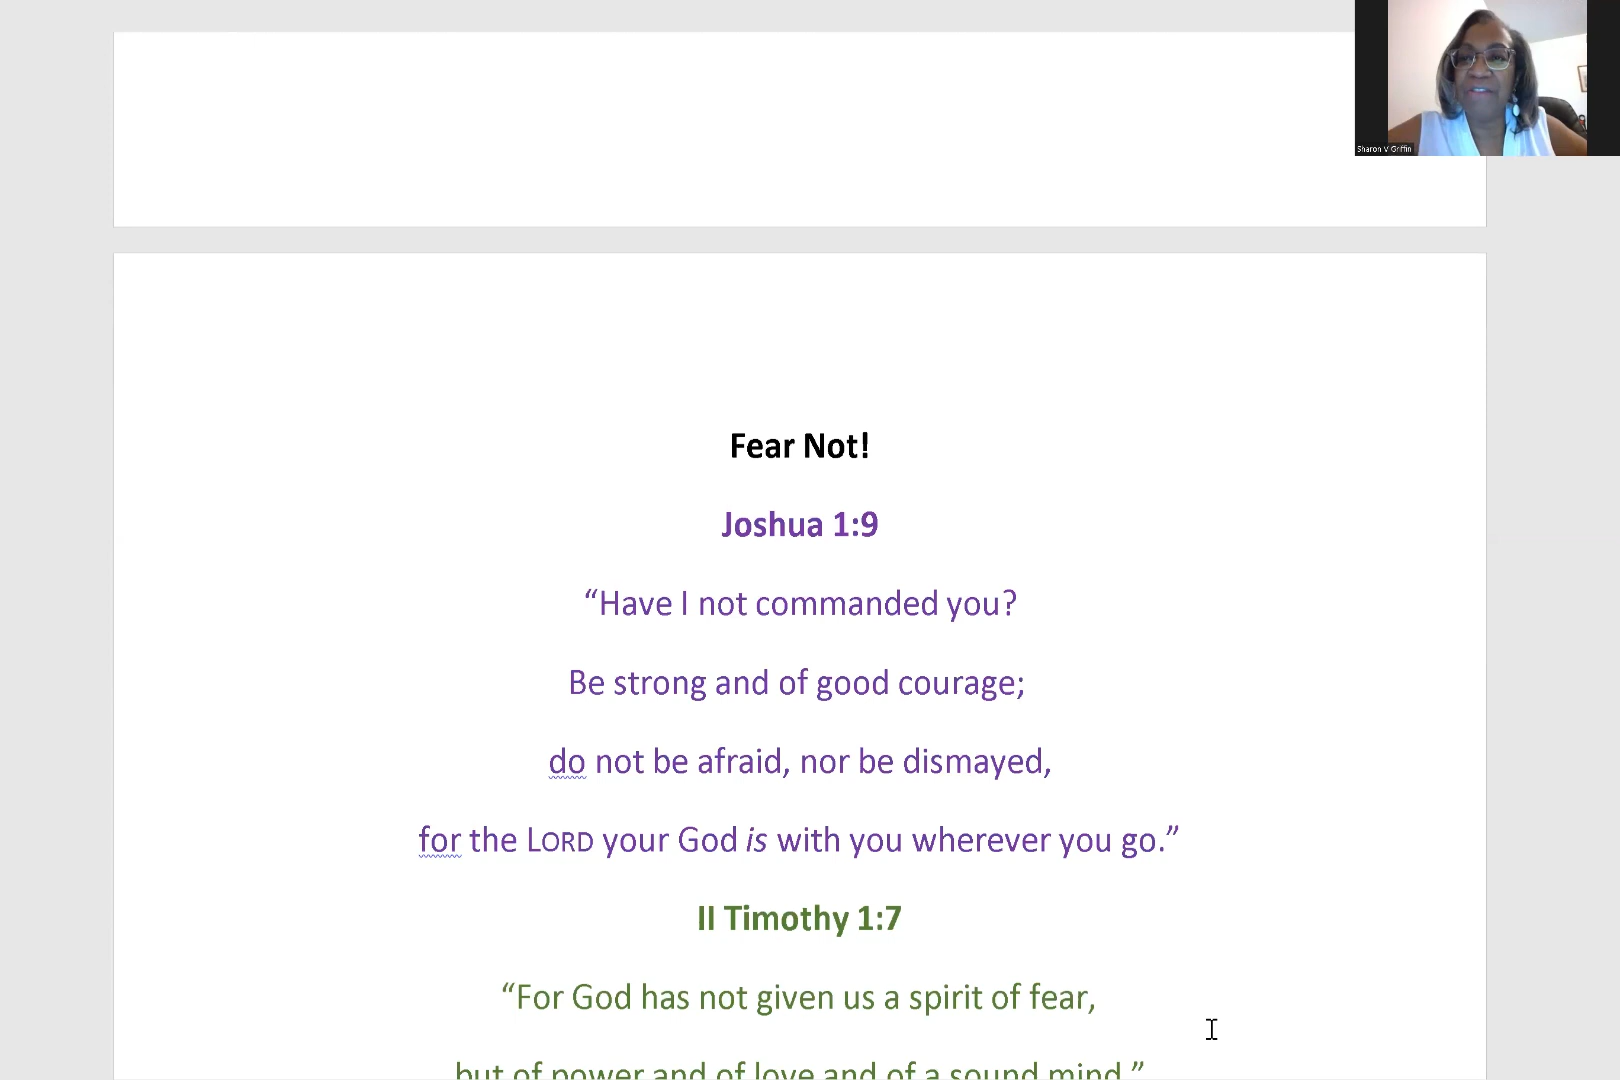 Sharon V Griffin
Fear Not!
Joshua 1:9
“Have I not commanded you?
Be strong and of good courage;
do not be afraid, nor be dismayed,
for the LORD your God is with you wherever you go.”
II Timothy 1:7
“For God has not given us a spirit of fear,
but of power and of love and of a sound mind.”